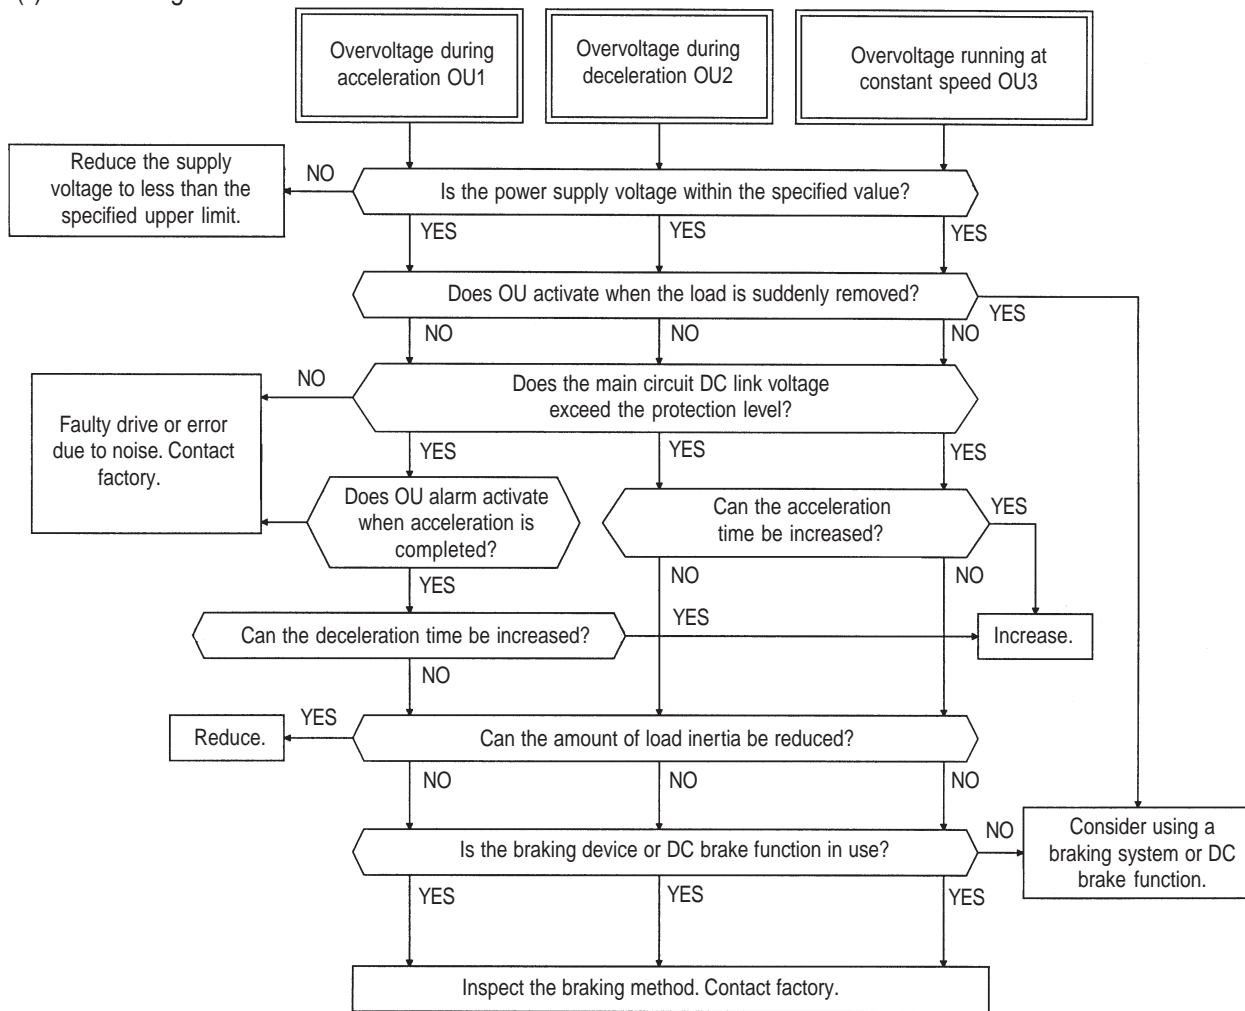 Overvoltage during
acceleration OU1
Overvoltage during
deceleration OU2
Overvoltage running at
constant speed OU3
Reduce the supply
voltage to less than the
specified upper limit.
NO
Is the power supply voltage within the specified value?
YES
YES
YES
Does OU activate when the load is suddenly removed?
YES
NO
NO
NO
NO
Does the main circuit DC link voltage
exceed the protection level?
Faulty drive or error
due to noise. Contact
factory.
YES
YES
YES
Does OU alarm activate
when acceleration is
completed?
Can the acceleration
time be increased?
YES
YES
NO
NO
Can the deceleration time be increased?
YES
Increase.
NO
YES
Reduce.
Can the amount of load inertia be reduced?
NO
NO
NO
Is the braking device or DC brake function in use?
NO
Consider using a
braking system or DC
brake function.
YES
YES
YES
Inspect the braking method. Contact factory.